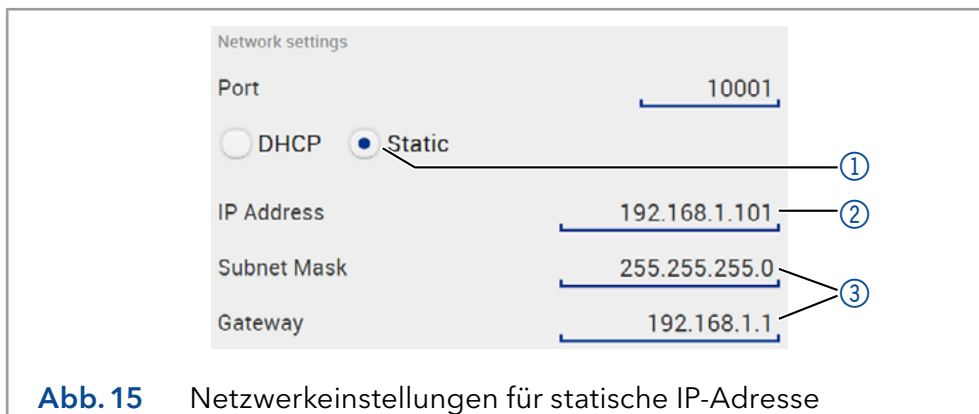 Network settings
Port 10001
DHCP Static
①
IP Address 192.168.1.101 ②
Subnet Mask 255.255.255.0
③
Gateway 192.168.1.1
Abb. 15 Netzwerkeinstellungen für statische IP-Adresse